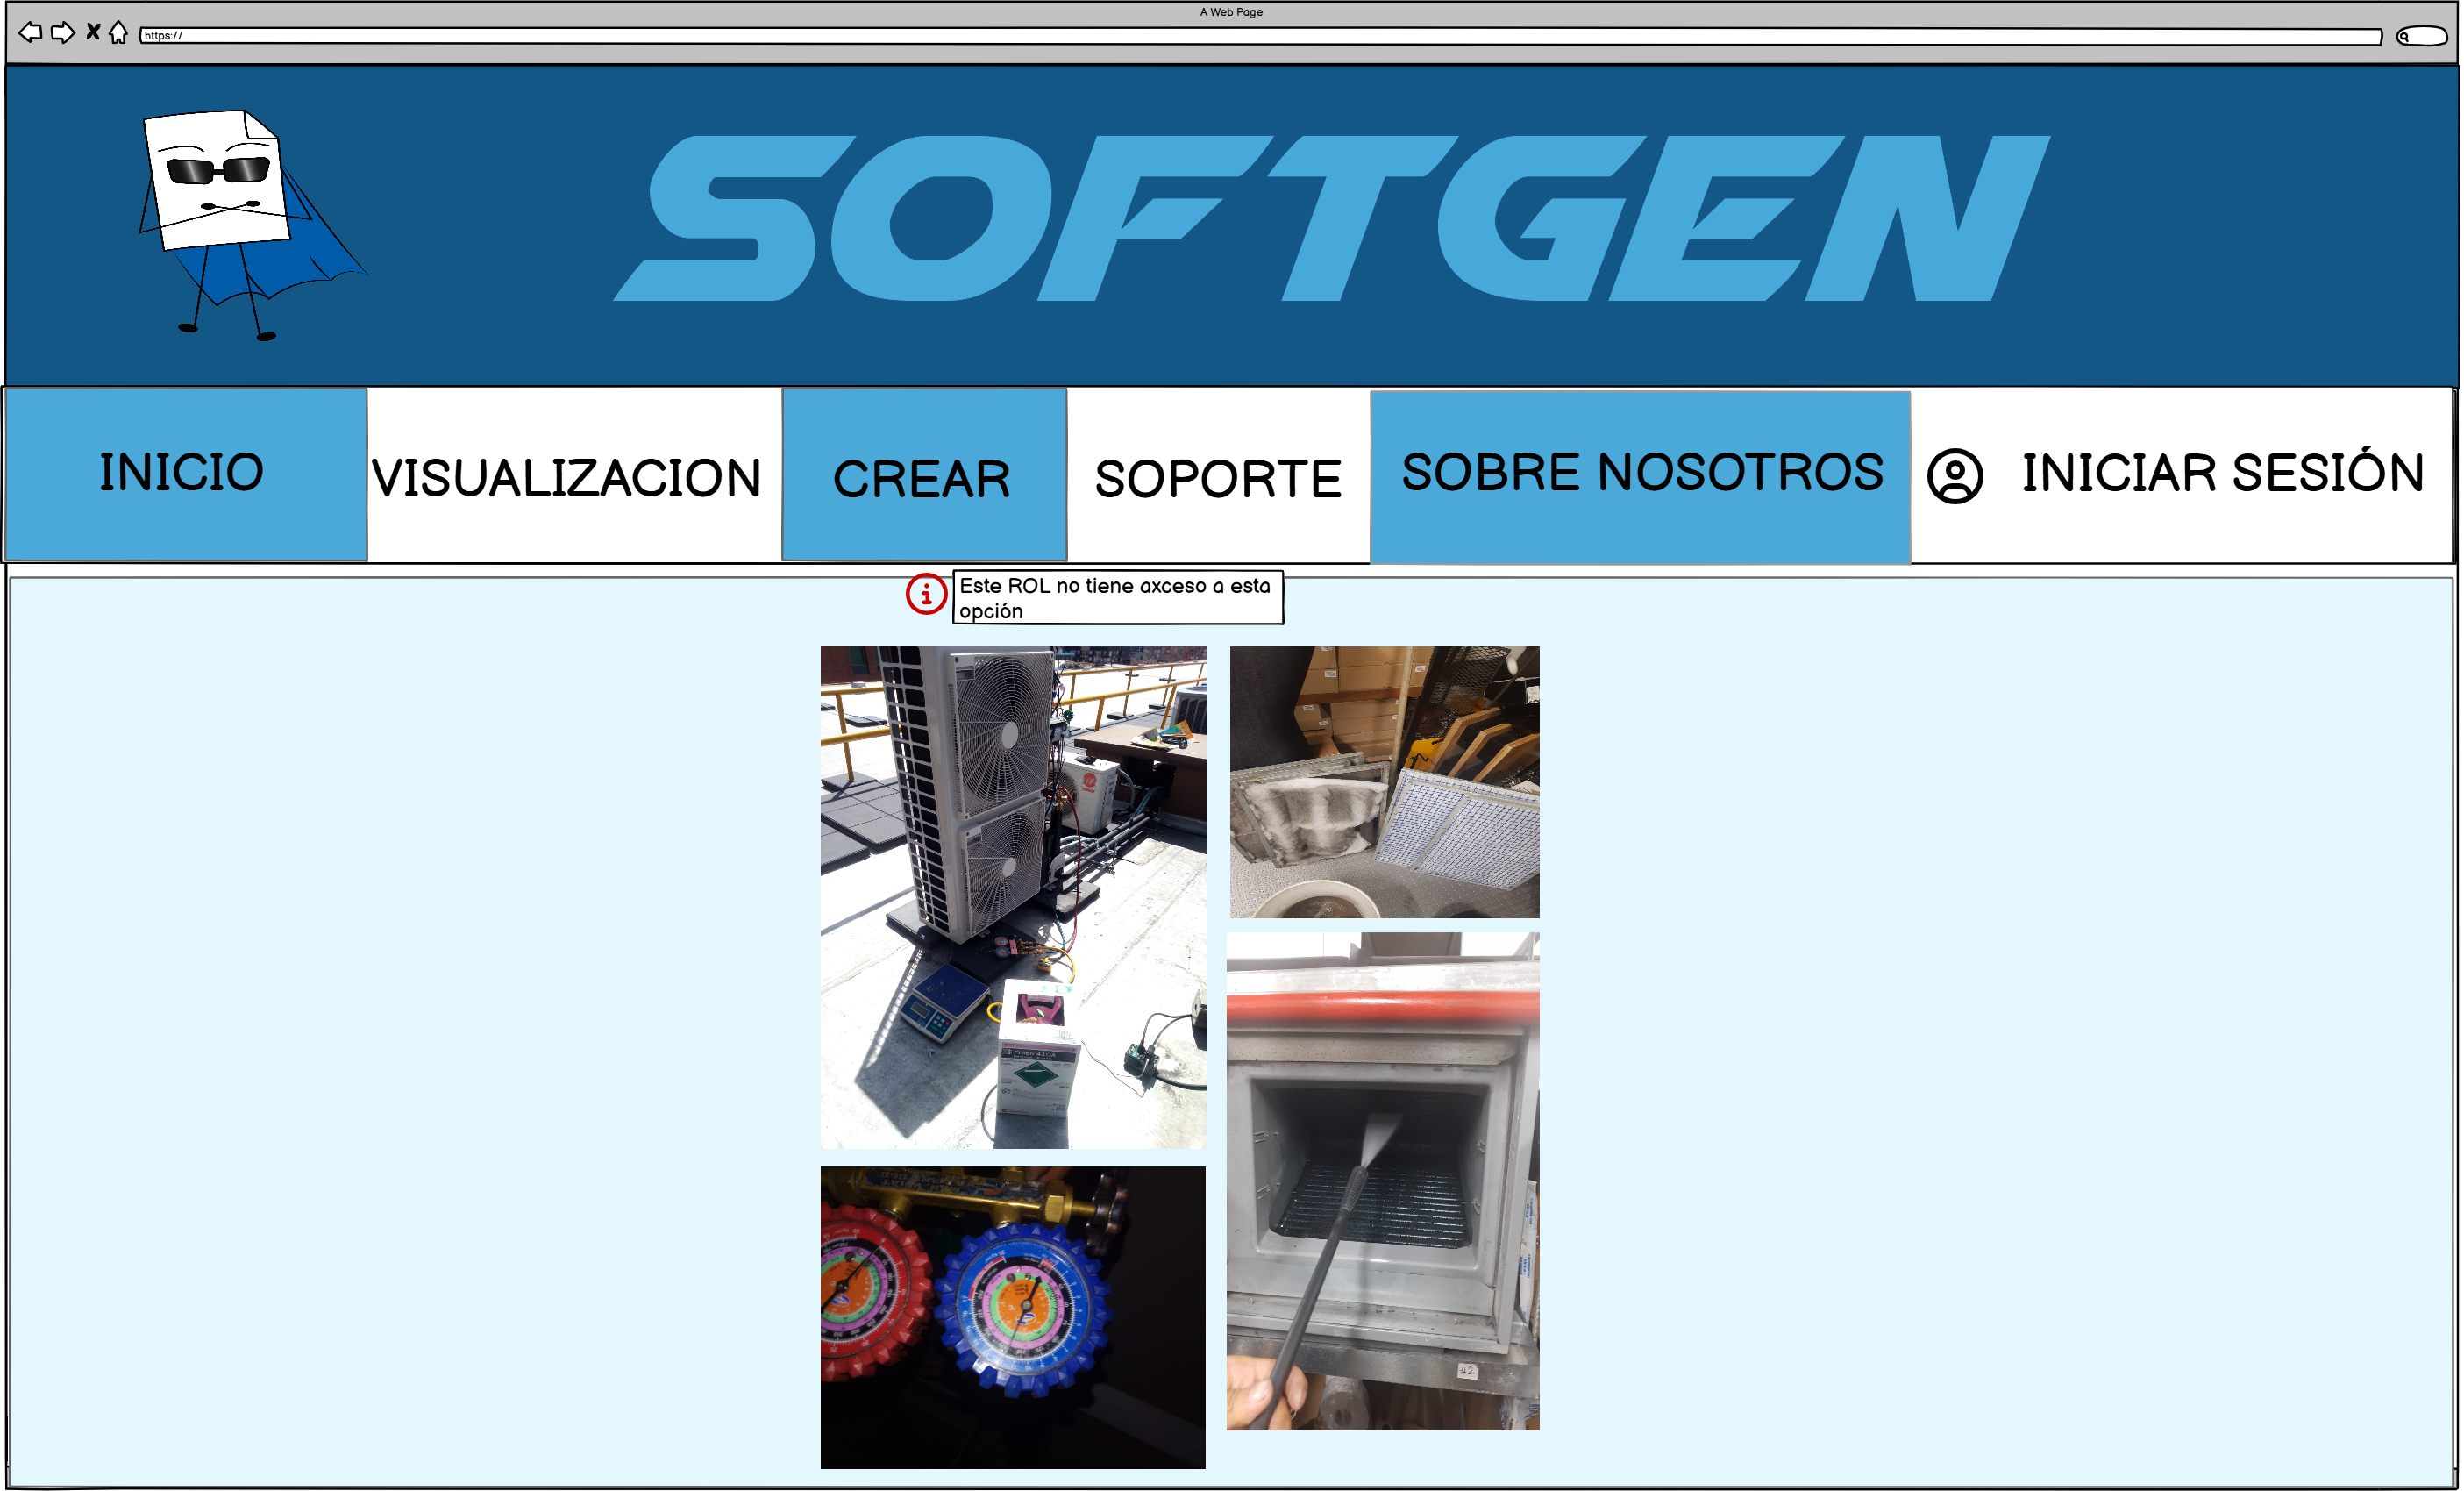 A Web Page
https://
SOFTGEN
INICIO
VISUALIZACION
CREAR
SOPORTE
SOBRE NOSOTROS
INICIAR SESIÓN
Este ROL no tiene axceso a esta
opción
#2